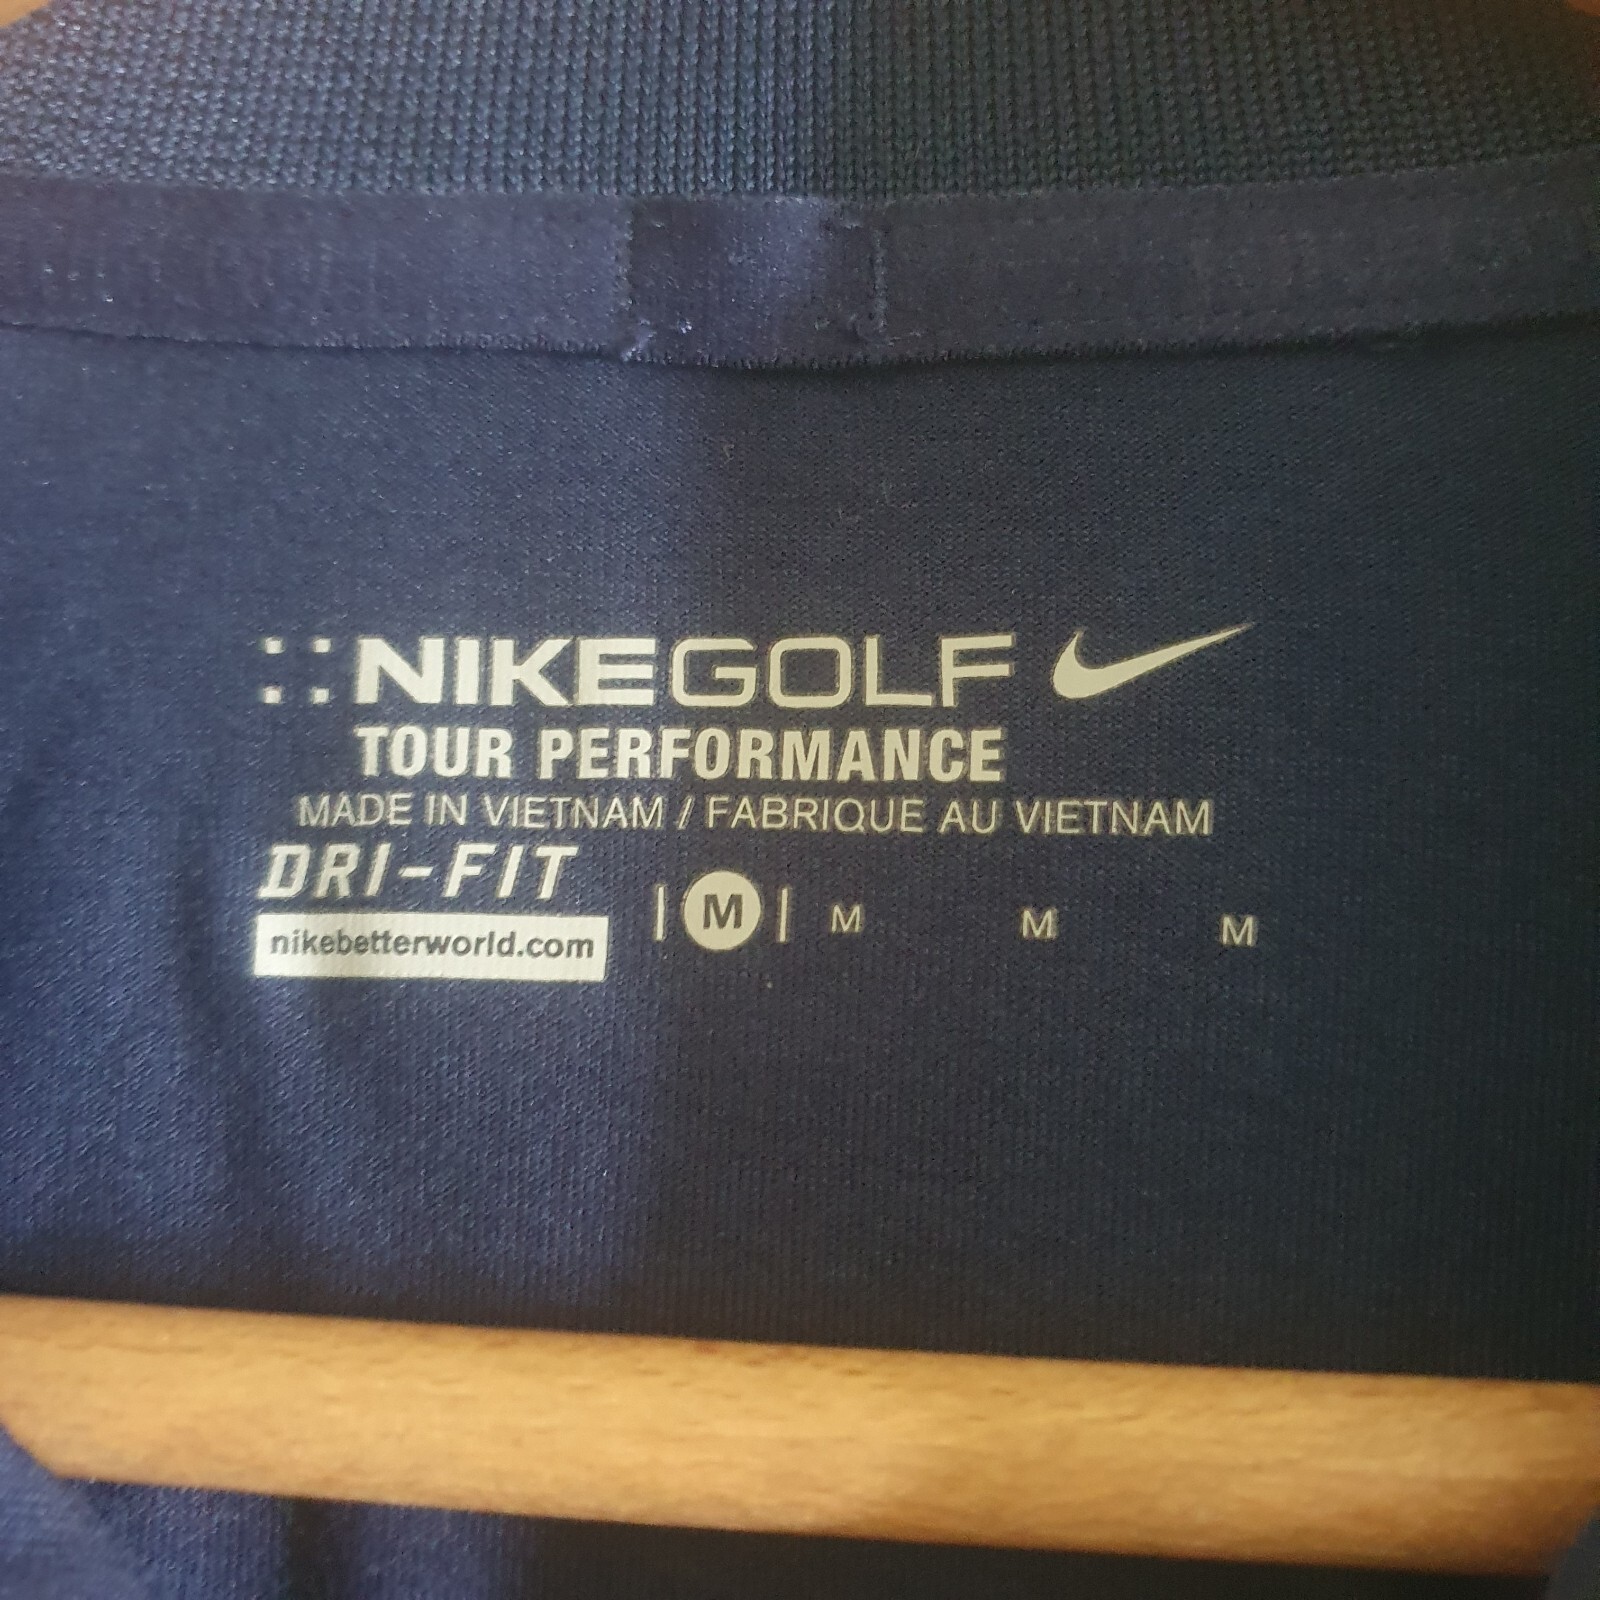 NIKEGOLF
TOUR PERFORMANCE
MADE IN VIETNAM / FABRIQUE AU VIETNAM
DRI-FIT
nikebetterworld.com
| M | M M M